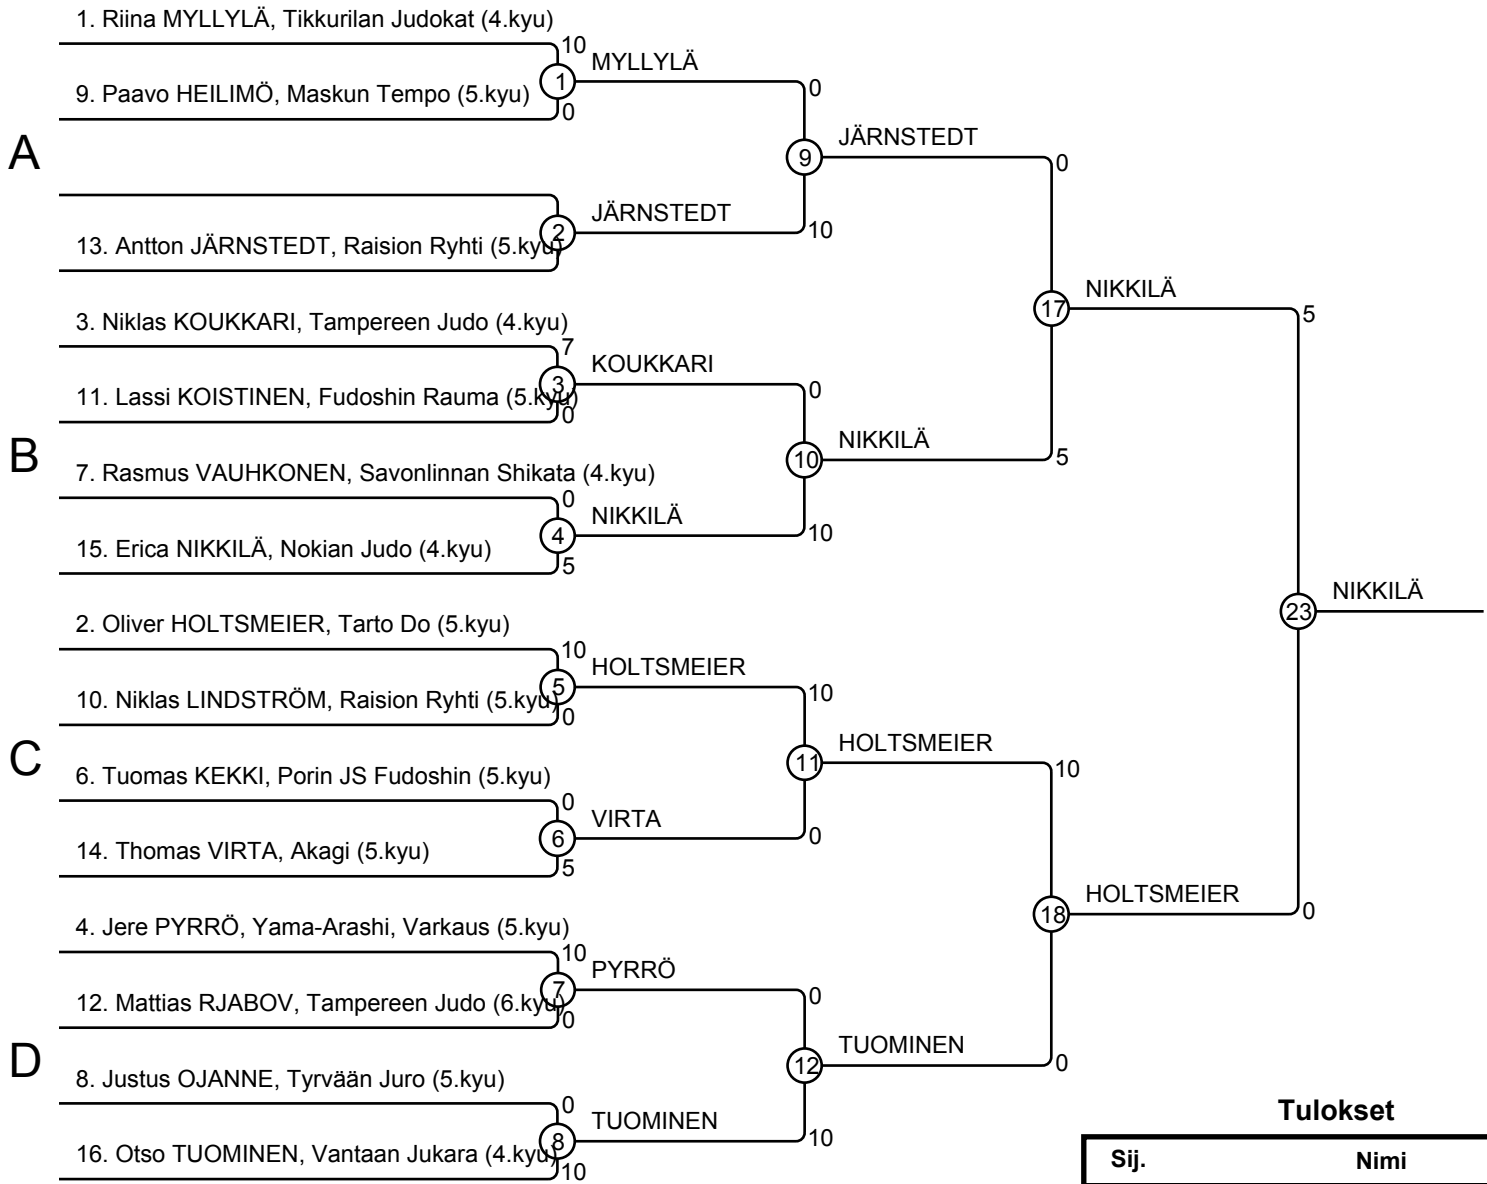 1. Riina MYLLYLÄ, Tikkurilan Judokat (4.kyu)
10
1
MYLLYLÄ
9. Paavo HEILIMÖ, Maskun Tempo (5.kyu)
0
A
0
9
JÄRNSTEDT
10
2
JÄRNSTEDT
13. Antton JÄRNSTEDT, Raision Ryhti (5.kyu)
0
17
NIKKILÄ
5
3. Niklas KOUKKARI, Tampereen Judo (4.kyu)
7
3
KOUKKARI
11. Lassi KOISTINEN, Fudoshin Rauma (5.kyu)
0
B
0
10
NIKKILÄ
10
7. Rasmus VAUHKONEN, Savonlinnan Shikata (4.kyu)
0
4
NIKKILÄ
15. Erica NIKKILÄ, Nokian Judo (4.kyu)
5
5
23
NIKKILÄ
0
2. Oliver HOLTSMEIER, Tarto Do (5.kyu)
10
5
HOLTSMEIER
10. Niklas LINDSTRÖM, Raision Ryhti (5.kyu)
0
C
10
11
HOLTSMEIER
0
6. Tuomas KEKKI, Porin JS Fudoshin (5.kyu)
0
6
VIRTA
14. Thomas VIRTA, Akagi (5.kyu)
5
10
18
HOLTSMEIER
0
4. Jere PYRRÖ, Yama-Arashi, Varkaus (5.kyu)
10
7
PYRRÖ
12. Mattias RJABOV, Tampereen Judo (6.kyu)
0
D
0
12
TUOMINEN
10
8. Justus OJANNE, Tyrvään Juro (5.kyu)
0
8
TUOMINEN
16. Otso TUOMINEN, Vantaan Jukara (4.kyu)
10
Tulokset
Sij. Nimi